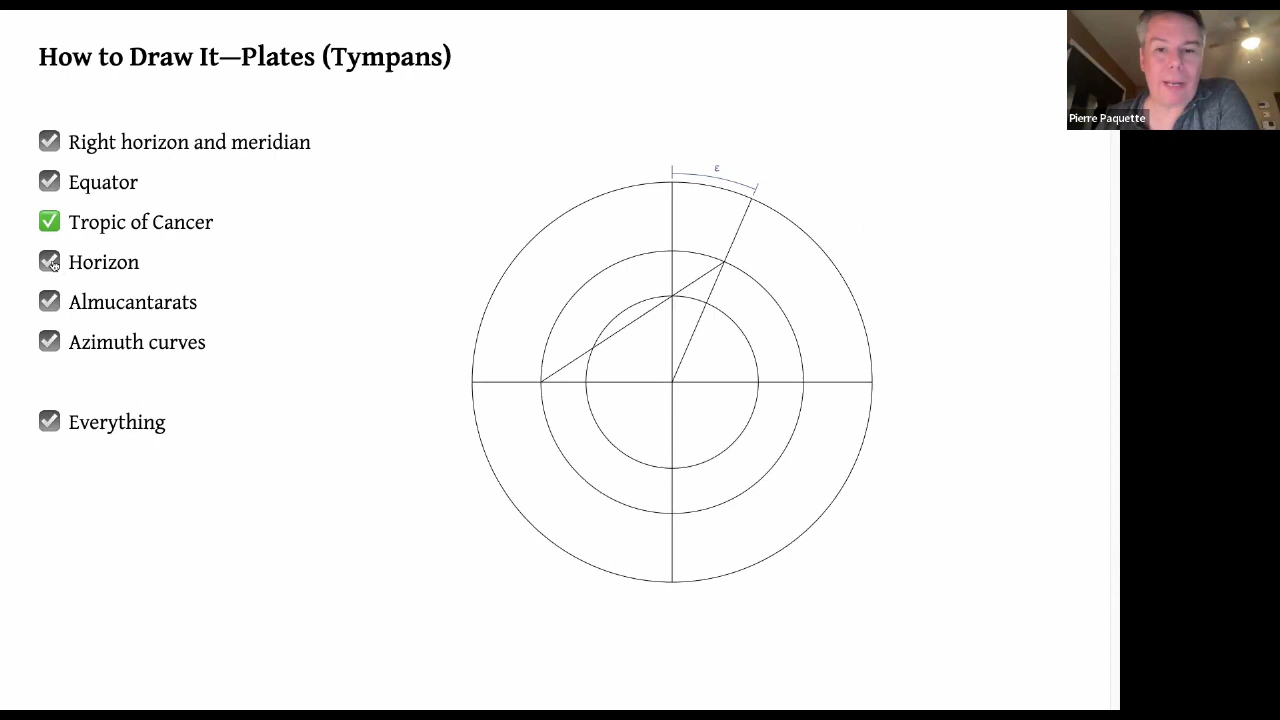 How to Draw It—Plates (Tympans)
Right horizon and meridian
Equator
Tropic of Cancer
Horizon
Almucantarats
Azimuth curves
Everything
ε
Pierre Paquette